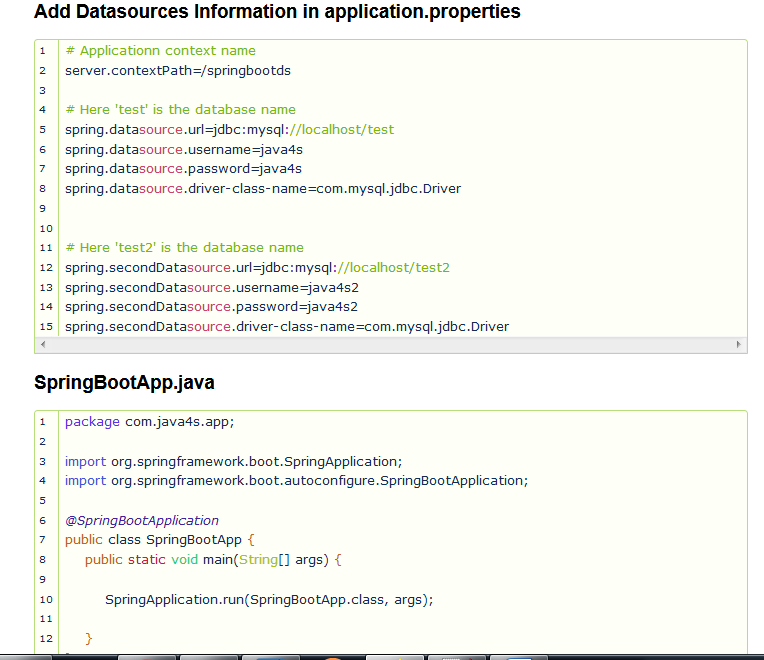 Add Datasources Information in application.properties
1 # Applicationn context name
2 server.contextPath=/springbootds
3
4 # Here 'test' is the database name
5 spring.datasource.url=jdbc:mysql://localhost/test
6 spring.datasource.username=java4s
7 spring.datasource.password=java4s
8 spring.datasource.driver-class-name=com.mysql.jdbc.Driver
9
10
11 # Here 'test2' is the database name
12 spring.secondDatasource.url=jdbc:mysql://localhost/test2
13 spring.secondDatasource.username=java4s2
14 spring.secondDatasource.password=java4s2
15 spring.secondDatasource.driver-class-name=com.mysql.jdbc.Driver
SpringBootApp.java
1 package com.java4s.app;
2
3 import org.springframework.boot.SpringApplication;
4 import org.springframework.boot.autoconfigure.SpringBootApplication;
5
6 @SpringBootApplication
7 public class SpringBootApp {
8 public static void main(String[] args) {
9
10 SpringApplication.run(SpringBootApp.class, args);
11
12 }